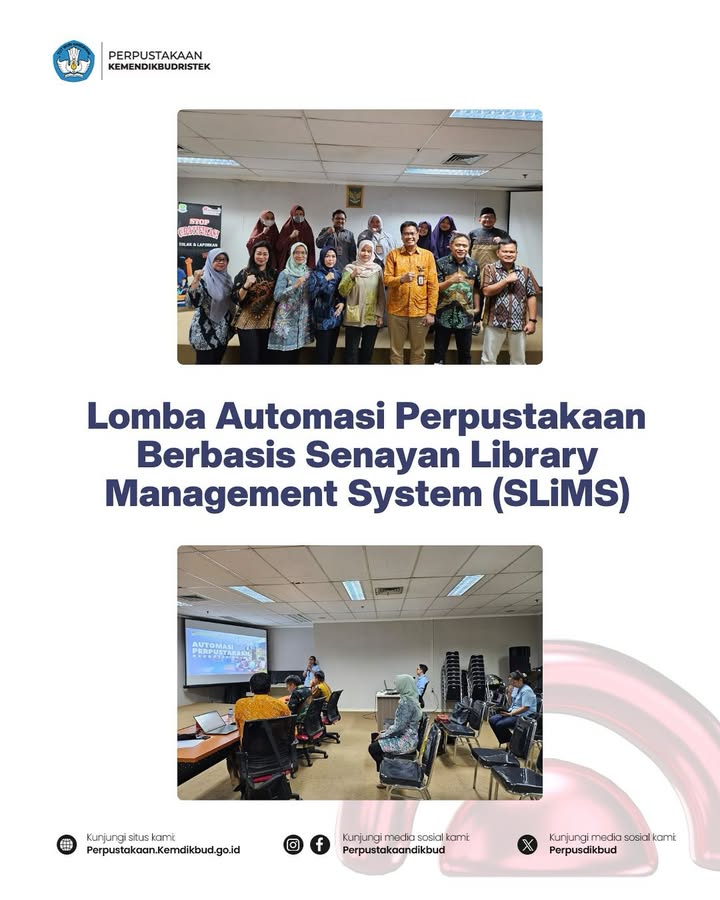 PERPUSTAKAAN
KEMENDIKBUDRISTEK
STOP
TOLAK & LAPORKAN
Lomba Automasi Perpustakaan
Berbasis Senayan Library
Management System (SLiMS)
AUTOMASI
PERPUSTAKAAN
Kunjungi situs kami:
Perpustakaan.Kemdikbud.go.id
Kunjungi media sosial kami:
Perpustakaandikbud
Kunjungi media sosial kami:
Perpusdikbud